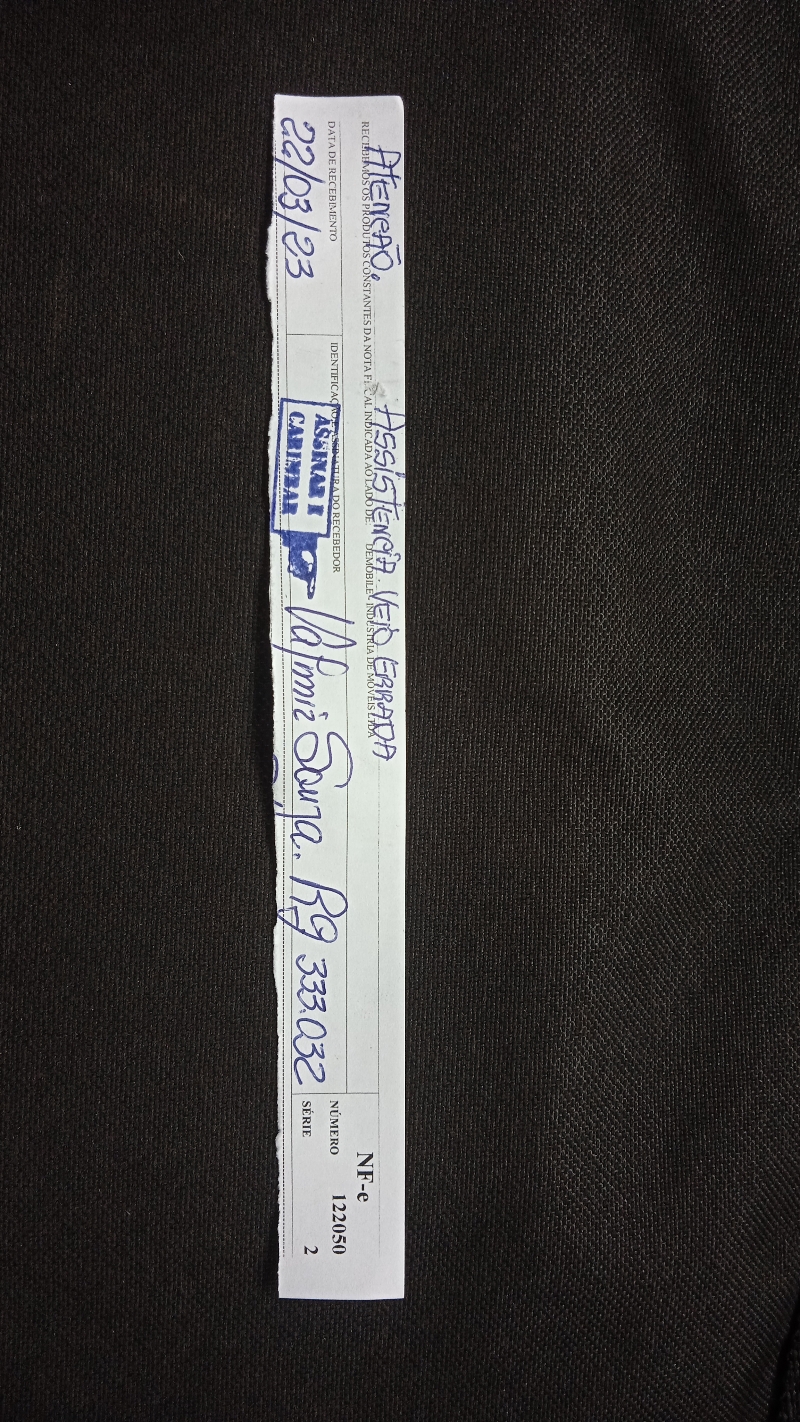 ATENÇÃO. ASSISTENCIA. VEIO ERRADA
RECEBEMOS OS PRODUTOS CONSTANTES DA NOTA FISCAL INDICADA AO LADO DE DEMOBILE - INDUSTRIA DE MOVEIS LTDA
NF-e
DATA DE RECEBIMENTO
IDENTIFICAÇÃO E ASSINATURA DO RECEBEDOR
NÚMERO 122050
22/03/23
ASSINAR E
CARIMBAR
Valmir Souza. RG 333.032
SÉRIE 2